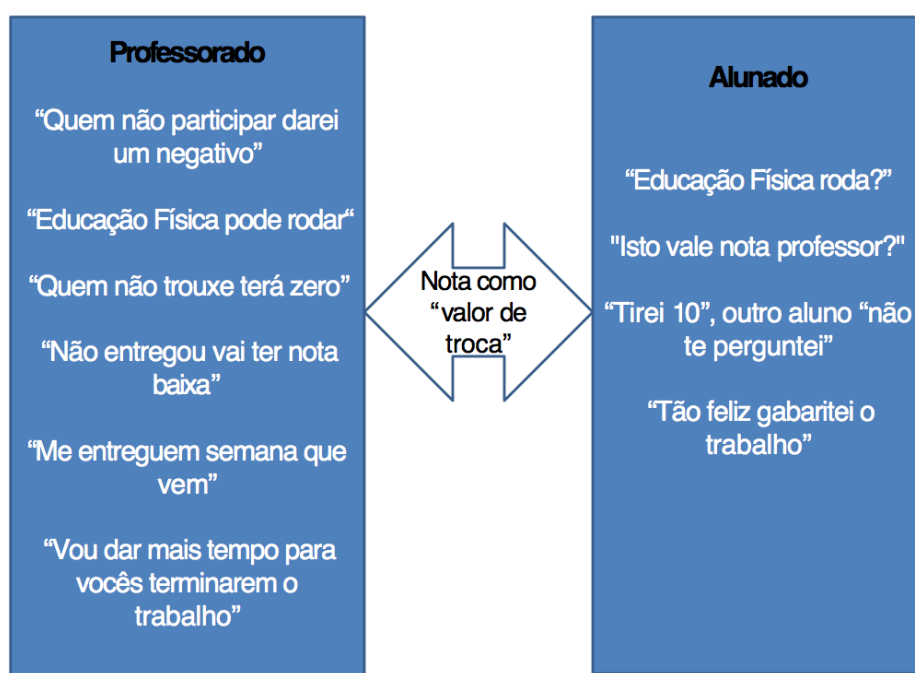 Professorado
“Quem não participar darei
um negativo”
“Educação Física pode rodar“
“Quem não trouxe terá zero”
“Não entregou vai ter nota
baixa”
“Me entreguem semana que
vem”
“Vou dar mais tempo para
vocês terminarem o
trabalho”
Nota como
“valor de
troca”
Alunado
“Educação Física roda?”
"Isto vale nota professor?"
“Tirei 10”, outro aluno “não
te perguntei”
“Tão feliz gabaritei o
trabalho”